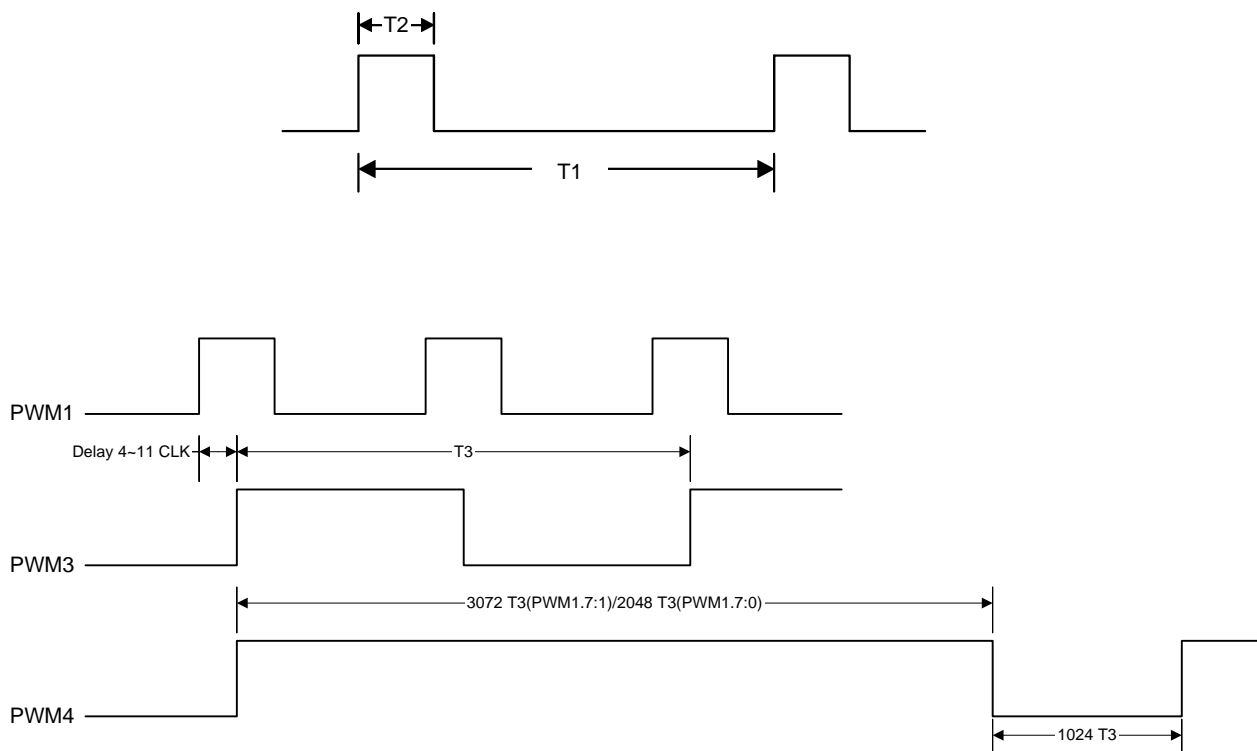 T2
T1
PWM1
Delay 4~11 CLK
T3
PWM3
3072 T3(PWM1.7:1)/2048 T3(PWM1.7:0)
PWM4
1024 T3